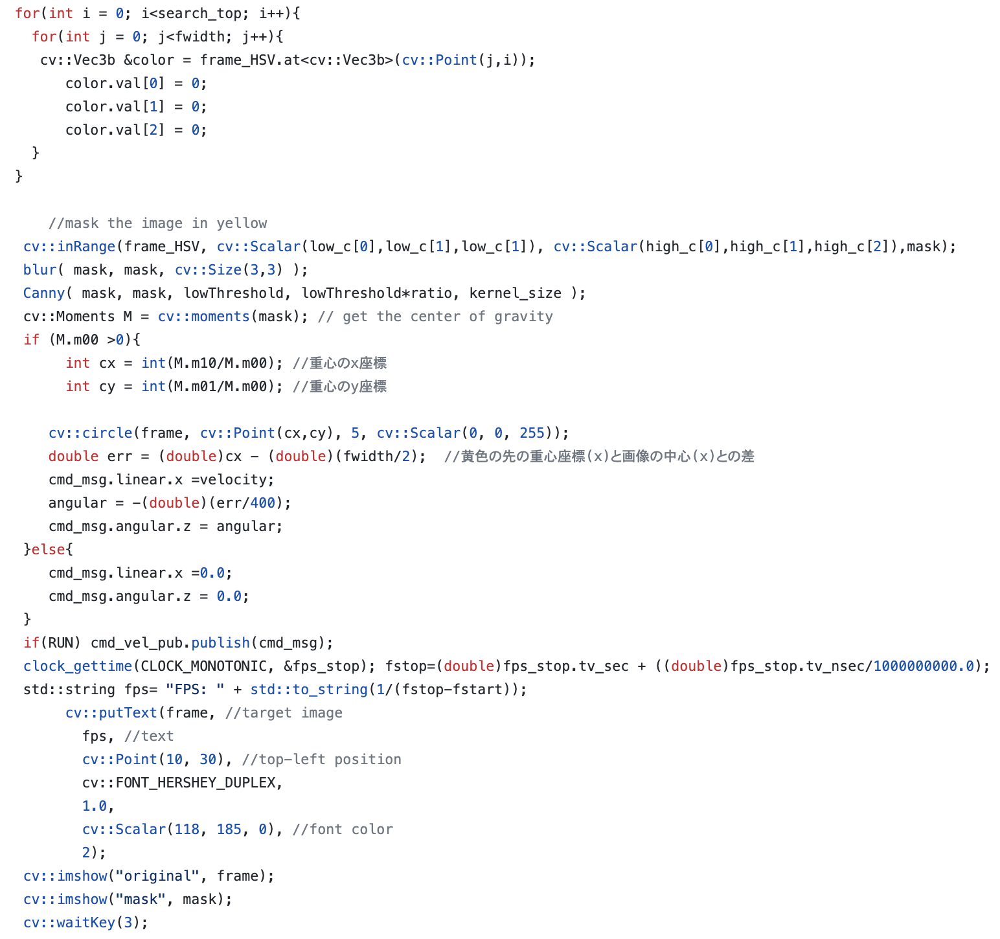 for(int i = 0; i<search_top; i++){
  for(int j = 0; j<fwidth; j++){
   cv::Vec3b &color = frame_HSV.at<cv::Vec3b>(cv::Point(j,i));
      color.val[0] = 0;
      color.val[1] = 0;
      color.val[2] = 0;
  }
}

    //mask the image in yellow
 cv::inRange(frame_HSV, cv::Scalar(low_c[0],low_c[1],low_c[1]), cv::Scalar(high_c[0],high_c[1],high_c[2]),mask);
 blur( mask, mask, cv::Size(3,3) );
 Canny( mask, mask, lowThreshold, lowThreshold*ratio, kernel_size );
 cv::Moments M = cv::moments(mask); // get the center of gravity
 if (M.m00 >0){
      int cx = int(M.m10/M.m00); //重心のx座標
      int cy = int(M.m01/M.m00); //重心のy座標

    cv::circle(frame, cv::Point(cx,cy), 5, cv::Scalar(0, 0, 255));
    double err = (double)cx - (double)(fwidth/2);  //黄色の先の重心座標(x)と画像の中心(x)との差
    cmd_msg.linear.x =velocity;
    angular = -(double)(err/400);
    cmd_msg.angular.z = angular;
 }else{
    cmd_msg.linear.x =0.0;
    cmd_msg.angular.z = 0.0;
 }
 if(RUN) cmd_vel_pub.publish(cmd_msg);
 clock_gettime(CLOCK_MONOTONIC, &fps_stop); fstop=(double)fps_stop.tv_sec + ((double)fps_stop.tv_nsec/1000000000.0);
 std::string fps= "FPS: " + std::to_string(1/(fstop-fstart));
      cv::putText(frame, //target image
        fps, //text
        cv::Point(10, 30), //top-left position
        cv::FONT_HERSHEY_DUPLEX,
        1.0,
        cv::Scalar(118, 185, 0), //font color
        2);
 cv::imshow("original", frame);
 cv::imshow("mask", mask);
 cv::waitKey(3);